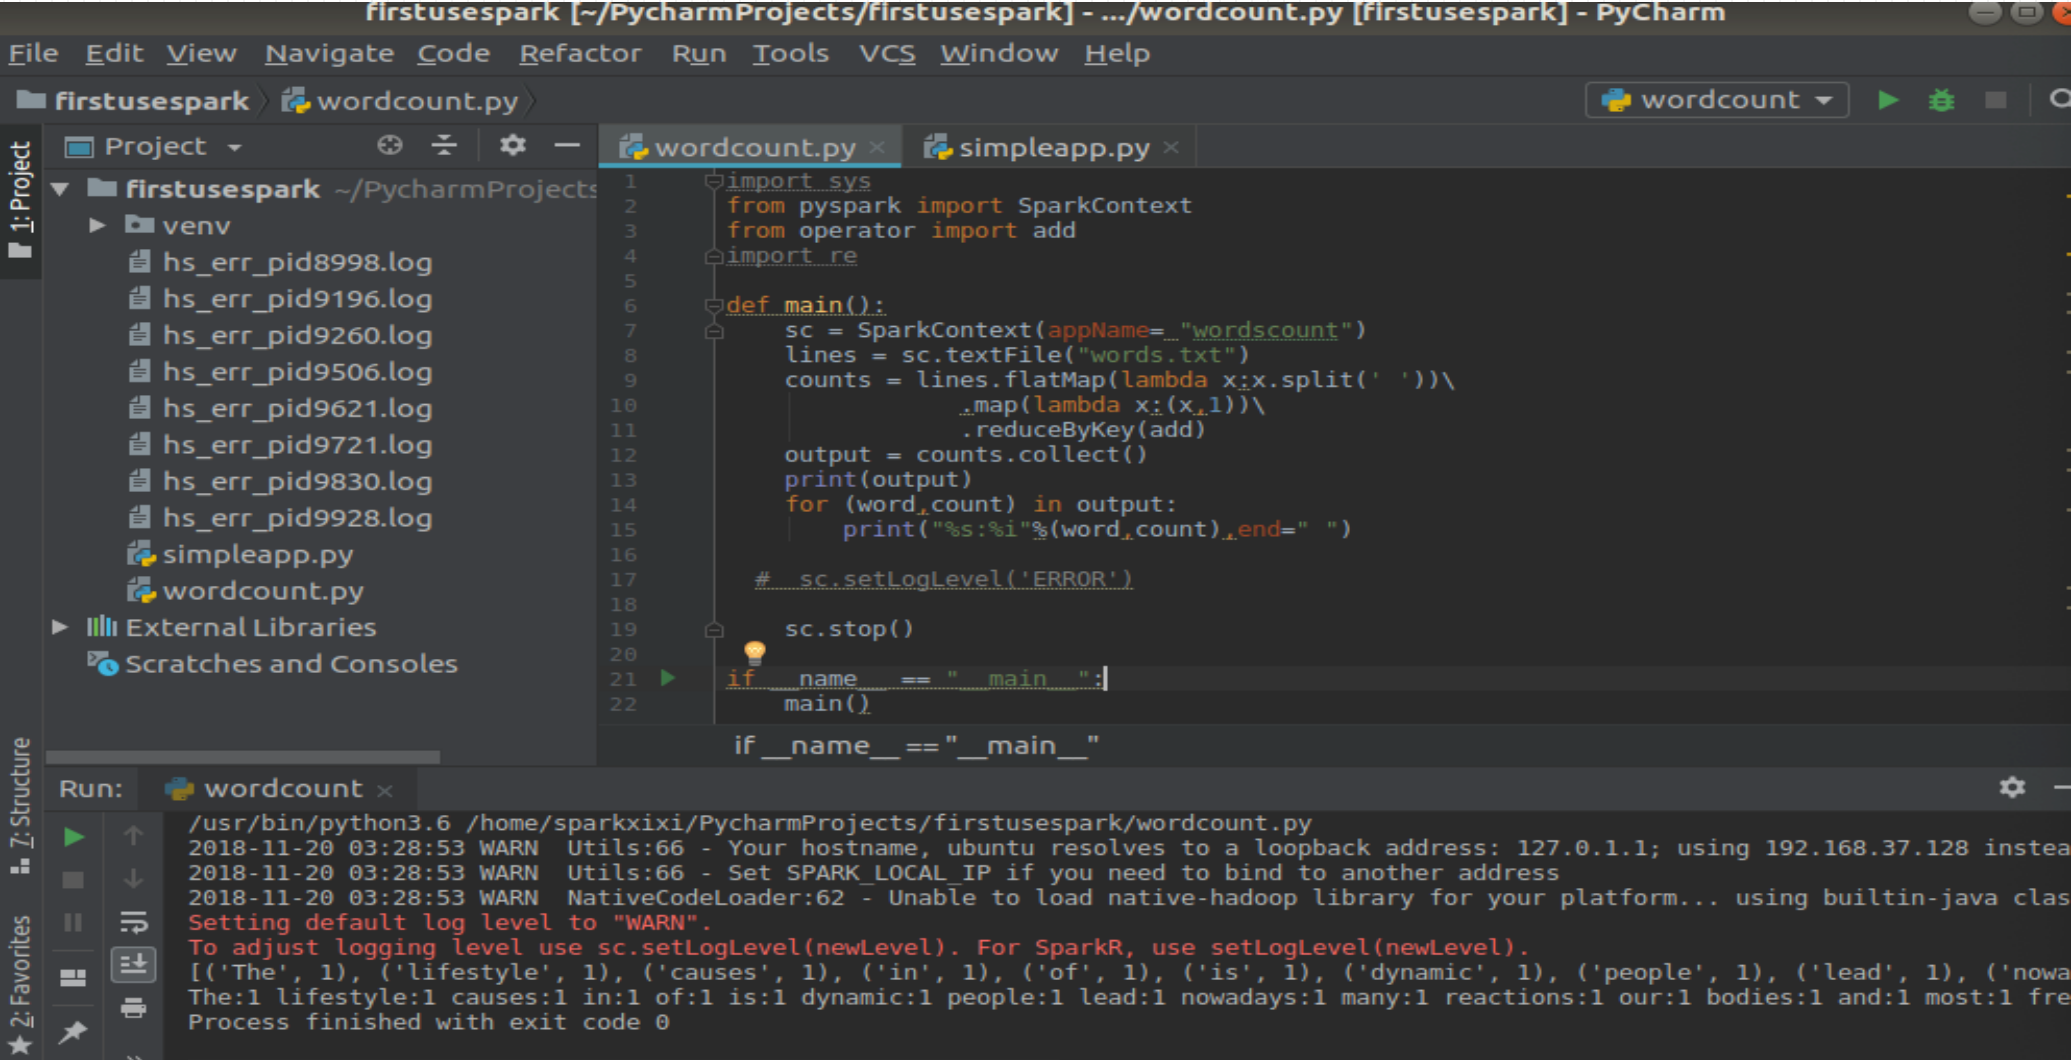 firstusespark [~/PycharmProjects/firstusespark] - .../wordcount.py [firstusespark] - PyCharm
File Edit View Navigate Code Refactor Run Tools VCS Window Help
firstusespark wordcount.py wordcount
1: Project
Project
wordcount.py simpleapp.py
firstusespark ~/PycharmProjects
venv
hs_err_pid8998.log
hs_err_pid9196.log
hs_err_pid9260.log
hs_err_pid9506.log
hs_err_pid9621.log
hs_err_pid9721.log
hs_err_pid9830.log
hs_err_pid9928.log
simpleapp.py
wordcount.py
External Libraries
Scratches and Consoles
1 import sys
2 from pyspark import SparkContext
3 from operator import add
4 import re
5
6 def main():
7 sc = SparkContext(appName= "wordscount")
8 lines = sc.textFile("words.txt")
9 counts = lines.flatMap(lambda x:x.split(' '))\
10 .map(lambda x:(x,1))\
11 .reduceByKey(add)
12 output = counts.collect()
13 print(output)
14 for (word,count) in output:
15 print("%s:%i"%(word,count),end=" ")
16
17 # sc.setLogLevel('ERROR')
18
19 sc.stop()
20
21 if __name__ == "__main__":
22 main()
if __name__ == "__main__"
7: Structure
2: Favorites
Run: wordcount
/usr/bin/python3.6 /home/sparkxixi/PycharmProjects/firstusespark/wordcount.py
2018-11-20 03:28:53 WARN Utils:66 - Your hostname, ubuntu resolves to a loopback address: 127.0.1.1; using 192.168.37.128 instea
2018-11-20 03:28:53 WARN Utils:66 - Set SPARK_LOCAL_IP if you need to bind to another address
2018-11-20 03:28:53 WARN NativeCodeLoader:62 - Unable to load native-hadoop library for your platform... using builtin-java clas
Setting default log level to "WARN".
To adjust logging level use sc.setLogLevel(newLevel). For SparkR, use setLogLevel(newLevel).
[('The', 1), ('lifestyle', 1), ('causes', 1), ('in', 1), ('of', 1), ('is', 1), ('dynamic', 1), ('people', 1), ('lead', 1), ('nowa
The:1 lifestyle:1 causes:1 in:1 of:1 is:1 dynamic:1 people:1 lead:1 nowadays:1 many:1 reactions:1 our:1 bodies:1 and:1 most:1 fre
Process finished with exit code 0